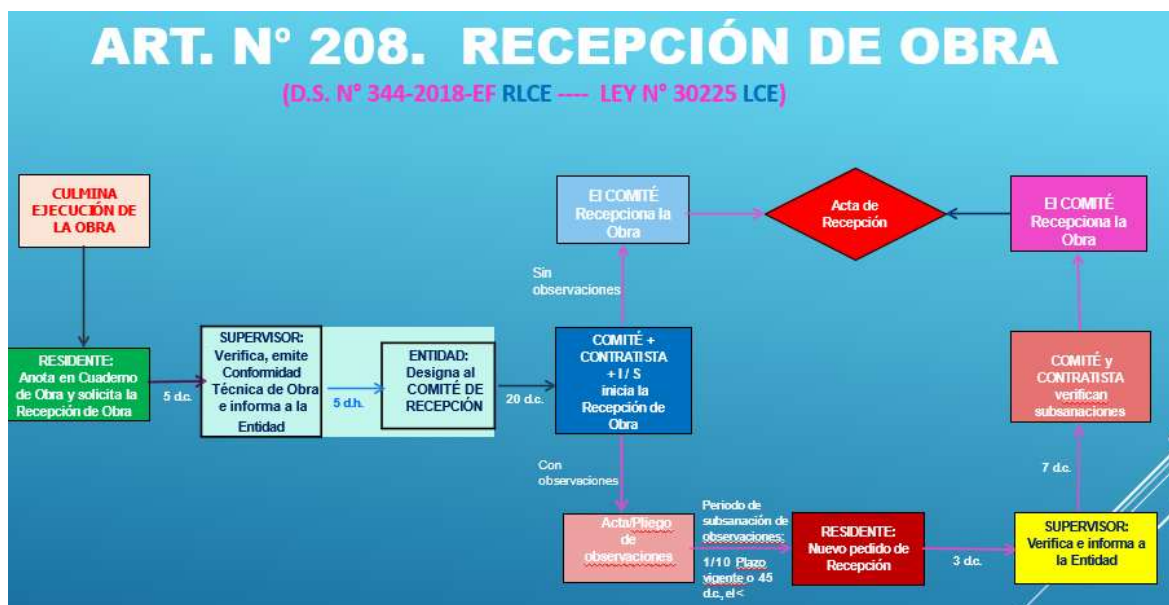 ART. N° 208. RECEPCIÓN DE OBRA
(D.S. N° 344-2018-EF RLCE ---- LEY N° 30225 LCE)
CULMINA
EJECUCIÓN DE
LA OBRA
RESIDENTE:
Anota en Cuaderno
de Obra y solicita la
Recepción de Obra
5 d.c.
SUPERVISOR:
Verifica, emite
Conformidad
Técnica de Obra
e informa a la
Entidad
5 d.h.
ENTIDAD:
Designa al
COMITÉ DE
RECEPCIÓN
20 d.c.
COMITÉ +
CONTRATISTA
+ I / S
inicia la
Recepción de
Obra
Sin
observaciones
El COMITÉ
Recepciona la
Obra
Acta de
Recepción
El COMITÉ
Recepciona la
Obra
Con
observaciones
Acta/Pliego
de
observaciones
Periodo de
subsanación de
observaciones:
1/10 Plazo
vigente o 45
d.c., el <
RESIDENTE:
Nuevo pedido de
Recepción
3 d.c.
SUPERVISOR:
Verifica e informa a
la Entidad
7 d.c.
COMITÉ y
CONTRATISTA
verifican
subsanaciones